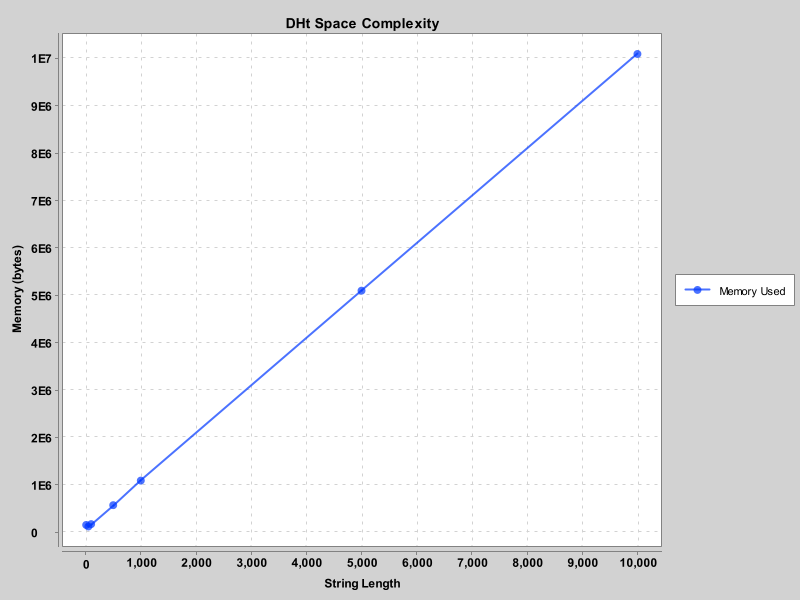 DHt Space Complexity
1E7
9E6
8E6
7E6
6E6
5E6
4E6
3E6
2E6
1E6
0
Memory (bytes)
0 1,000 2,000 3,000 4,000 5,000 6,000 7,000 8,000 9,000 10,000
String Length
Memory Used